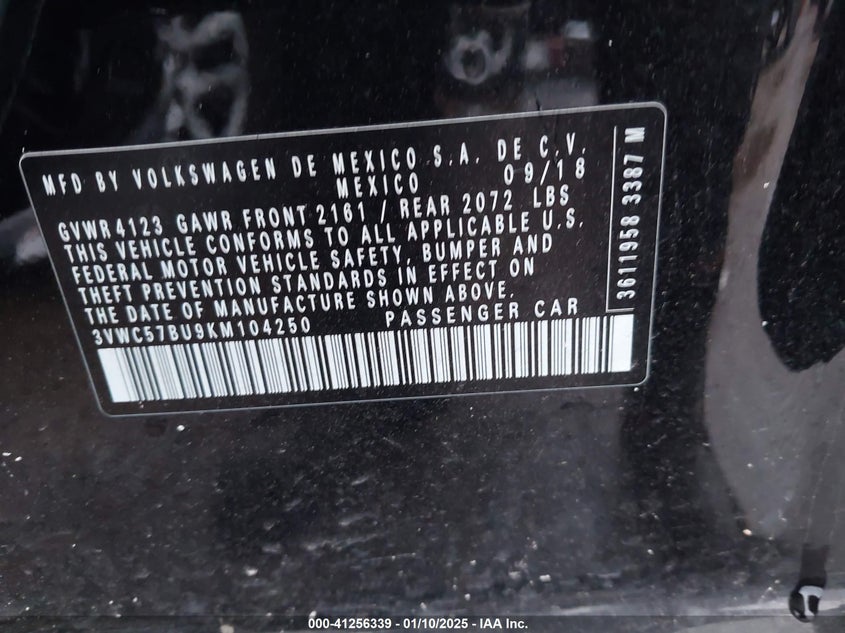 MFD BY VOLKSWAGEN DE MEXICO S.A. DE C.V.
MEXICO 09/18
GVWR 4123 GAWR FRONT 2161 / REAR 2072 LBS
THIS VEHICLE CONFORMS TO ALL APPLICABLE U.S.
FEDERAL MOTOR VEHICLE SAFETY, BUMPER AND
THEFT PREVENTION STANDARDS IN EFFECT ON
THE DATE OF MANUFACTURE SHOWN ABOVE.
3VWC57BU9KM104250 PASSENGER CAR
3611958 3387 M
000-41256339 - 01/10/2025 - IAA Inc.